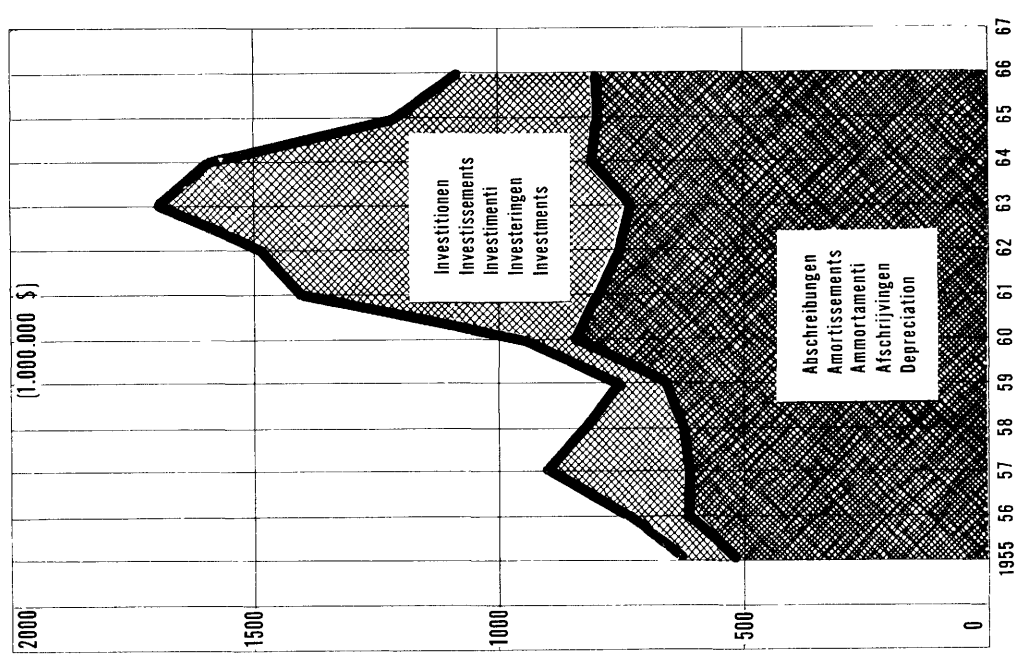 (1.000.000 $)
2000
1500
1000
500
0
Investitionen
Investissements
Investimenti
Investeringen
Investments
Abschreibungen
Amortissements
Ammortamenti
Afschrijvingen
Depreciation
1955 56 57 58 59 60 61 62 63 64 65 66 67